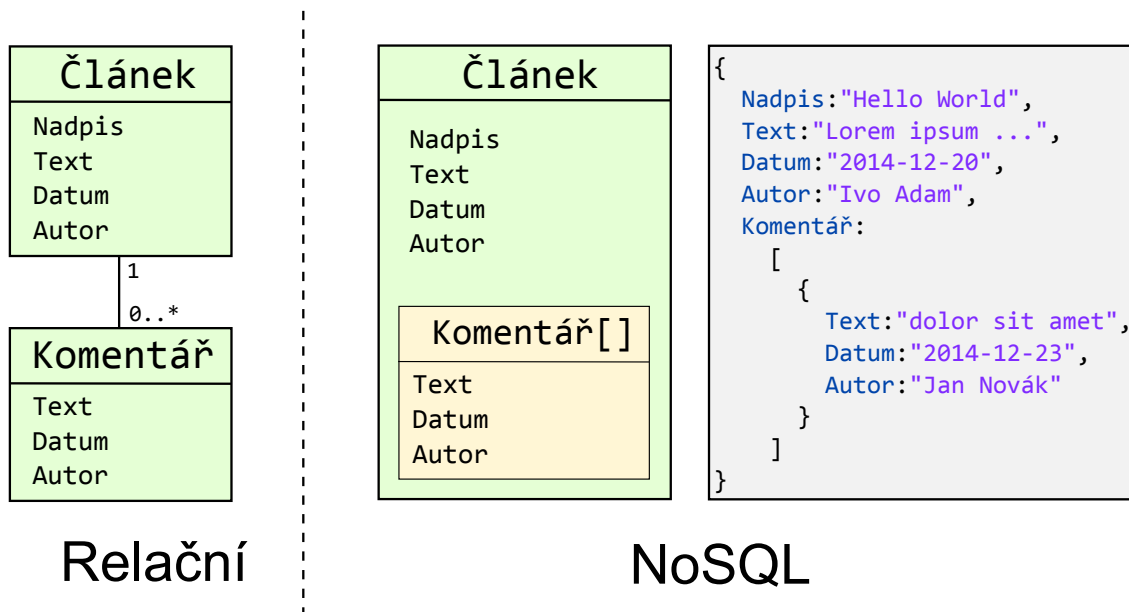 Článek
Nadpis
Text
Datum
Autor
1
0..*
Komentář
Text
Datum
Autor
Relační
Článek
Nadpis
Text
Datum
Autor
Komentář[]
Text
Datum
Autor
{
Nadpis:"Hello World",
Text:"Lorem ipsum ...",
Datum:"2014-12-20",
Autor:"Ivo Adam",
Komentář:
[
{
Text:"dolor sit amet",
Datum:"2014-12-23",
Autor:"Jan Novák"
}
]
}
NoSQL